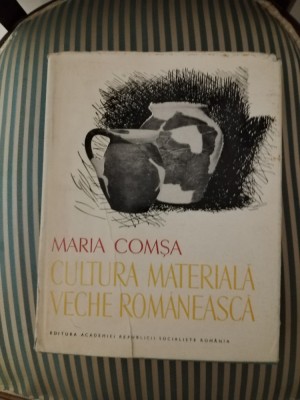 MARIA COMȘA
CULTURA MATERIALĂ
VECHE ROMÂNEASCĂ
EDITURA ACADEMIEI REPUBLICII SOCIALISTE ROMÂNIA